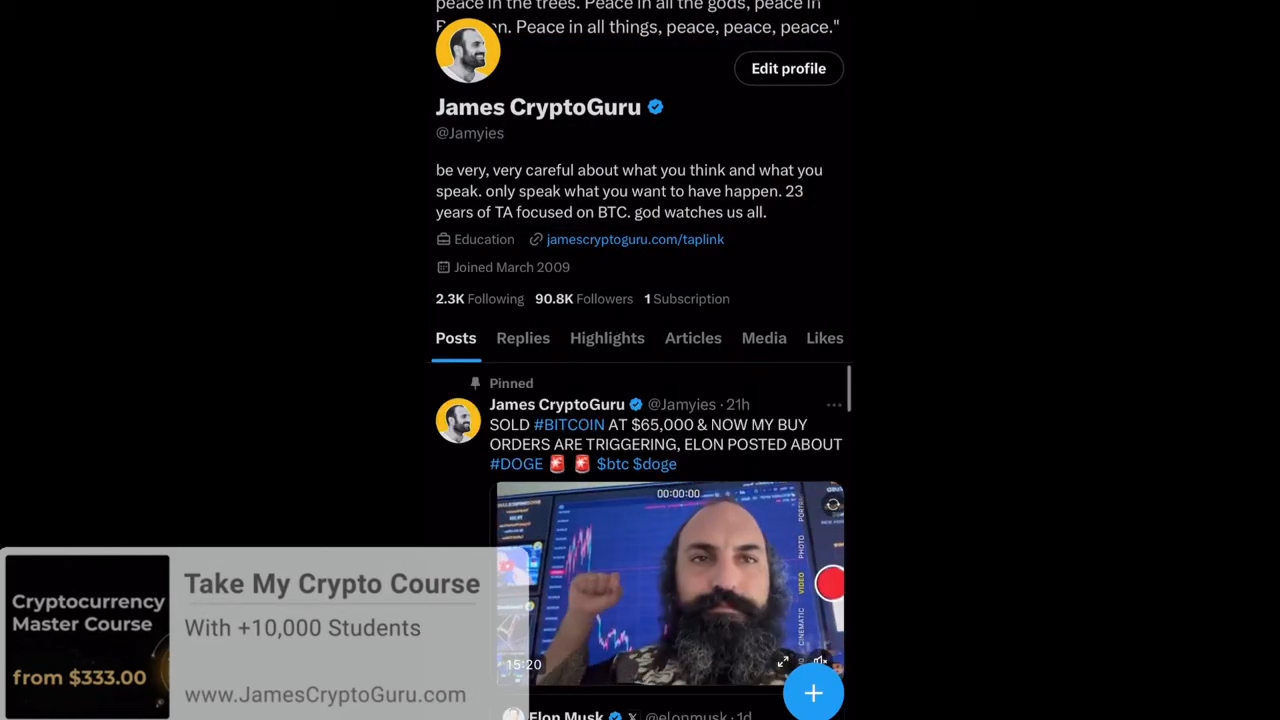 peace in the trees. Peace in all the gods, peace in
Peace in all things, peace, peace, peace."
Edit profile
James CryptoGuru
@Jamyies
be very, very careful about what you think and what you
speak. only speak what you want to have happen. 23
years of TA focused on BTC. god watches us all.
Education jamescryptoguru.com/taplink
Joined March 2009
2.3K Following 90.8K Followers 1 Subscription
Posts Replies Highlights Articles Media Likes
Pinned
James CryptoGuru @Jamyies · 21h
SOLD #BITCOIN AT $65,000 & NOW MY BUY
ORDERS ARE TRIGGERING, ELON POSTED ABOUT
#DOGE 🚨 🚨 $btc $doge
00:00:00
PHOTO
VIDEO
CINEMATIC
15:20
Elon Musk @elonmusk · 1d
Cryptocurrency
Master Course
from $333.00
Take My Crypto Course
With +10,000 Students
www.JamesCryptoGuru.com